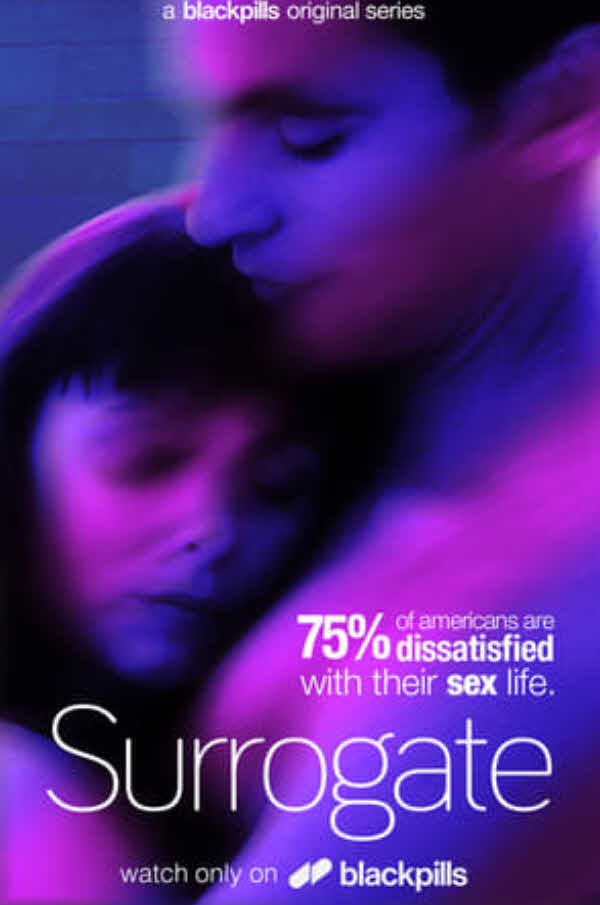 a blackpills original series
75% of americans are
dissatisfied
with their sex life.
Surrogate
watch only on blackpills